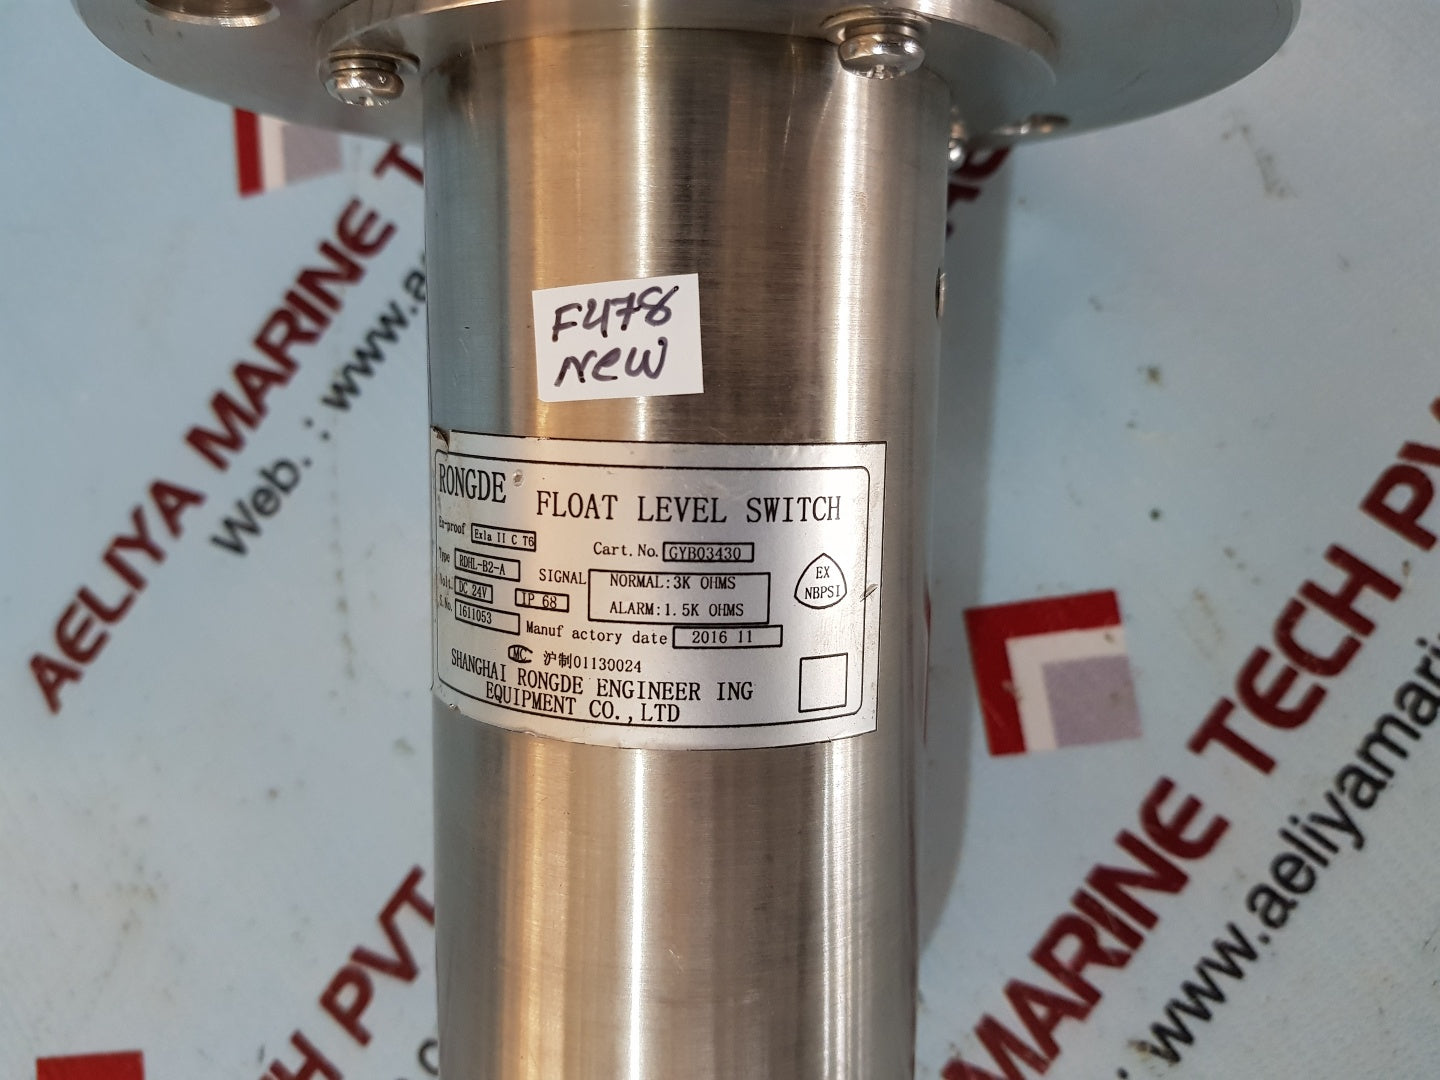 F478
New
RONGDE FLOAT LEVEL SWITCH
Ex-proof ExIa II C T6 Cart. No. GYB03430
Type RDHL-B2-A SIGNAL NORMAL:3K OHMS
Volt. DC 24V IP 68 ALARM:1.5K OHMS
EX
NBPSI
S.No. 1611053 Manuf actory date 2016 11
MC 沪制01130024
SHANGHAI RONGDE ENGINEER ING
EQUIPMENT CO.,LTD
AELIYA MARINE T
Web. : www.a
MARINE TECH PV
: www.aeliyamari
ECH PVT